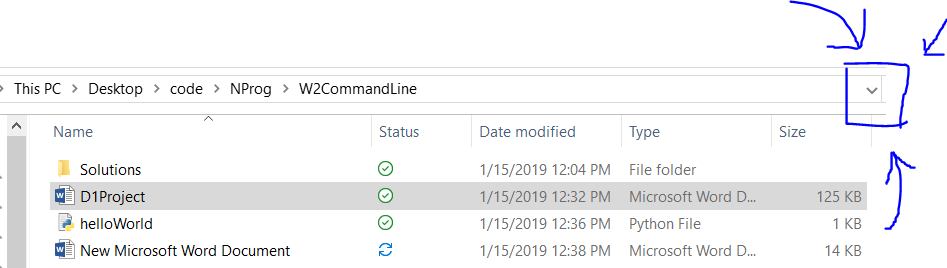 This PC > Desktop > code > NProg > W2CommandLine
Name Status Date modified Type Size
Solutions 1/15/2019 12:04 PM File folder
D1Project 1/15/2019 12:32 PM Microsoft Word D... 125 KB
helloWorld 1/15/2019 12:36 PM Python File 1 KB
New Microsoft Word Document 1/15/2019 12:38 PM Microsoft Word D... 14 KB